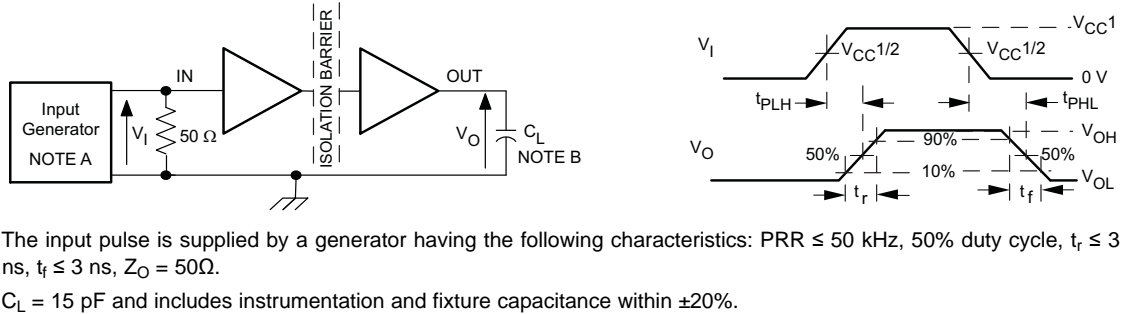 Input
Generator
NOTE A
V_I
IN
50 Ω
ISOLATION BARRIER
OUT
V_O
C_L
NOTE B
V_I
V_CC1
V_CC1/2
V_CC1/2
0 V
t_PLH
t_PHL
V_O
V_OH
90%
50%
50%
10%
V_OL
t_r
t_f
The input pulse is supplied by a generator having the following characteristics: PRR ≤ 50 kHz, 50% duty cycle, t_r ≤ 3
ns, t_f ≤ 3 ns, Z_O = 50Ω.
C_L = 15 pF and includes instrumentation and fixture capacitance within ±20%.